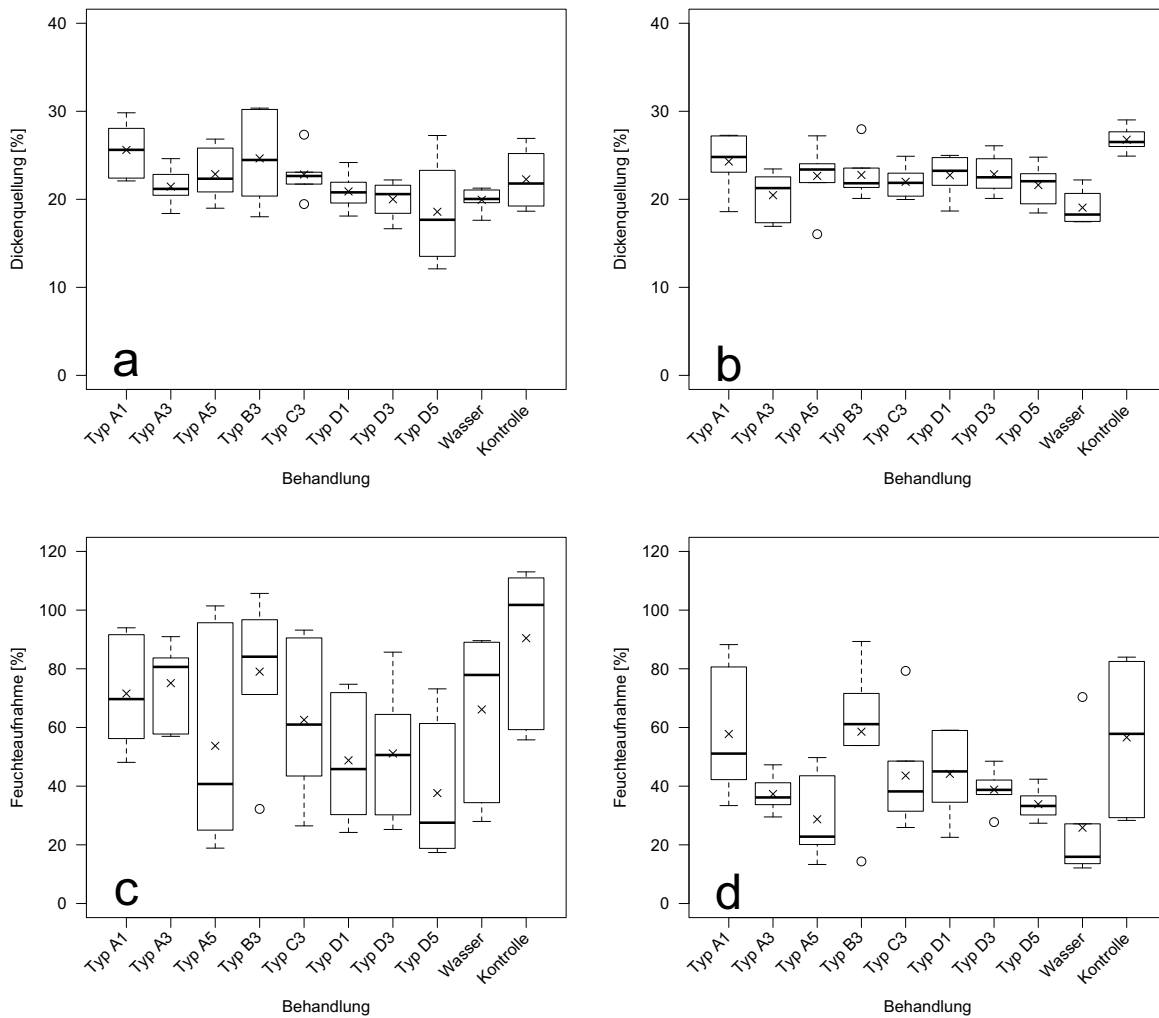 40
30
20
10
0
Dickenquellung [%]
a
Typ A1
Typ A3
Typ A5
Typ B3
Typ C3
Typ D1
Typ D3
Typ D5
Wasser
Kontrolle
Behandlung
40
30
20
10
0
Dickenquellung [%]
b
Typ A1
Typ A3
Typ A5
Typ B3
Typ C3
Typ D1
Typ D3
Typ D5
Wasser
Kontrolle
Behandlung
120
100
80
60
40
20
0
Feuchteaufnahme [%]
c
Typ A1
Typ A3
Typ A5
Typ B3
Typ C3
Typ D1
Typ D3
Typ D5
Wasser
Kontrolle
Behandlung
120
100
80
60
40
20
0
Feuchteaufnahme [%]
d
Typ A1
Typ A3
Typ A5
Typ B3
Typ C3
Typ D1
Typ D3
Typ D5
Wasser
Kontrolle
Behandlung